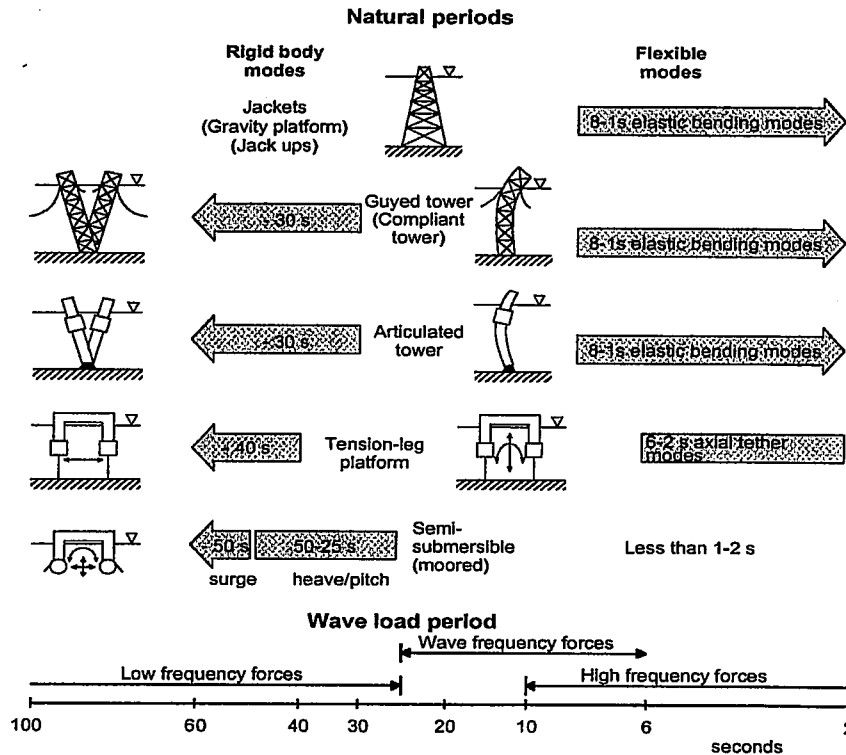 Natural periods
Rigid body
modes
Flexible
modes
Jackets
(Gravity platform)
(Jack ups)
8-1s elastic bending modes
30 s
Guyed tower
(Compliant
tower)
8-1s elastic bending modes
30 s
Articulated
tower
8-1s elastic bending modes
40 s
Tension-leg
platform
6-2 s axial tether
modes
50 s
50-25 s
Semi-
submersible
(moored)
Less than 1-2 s
surge
heave/pitch
Wave load period
Wave frequency forces
Low frequency forces
High frequency forces
100 60 40 30 20 10 6 2
seconds